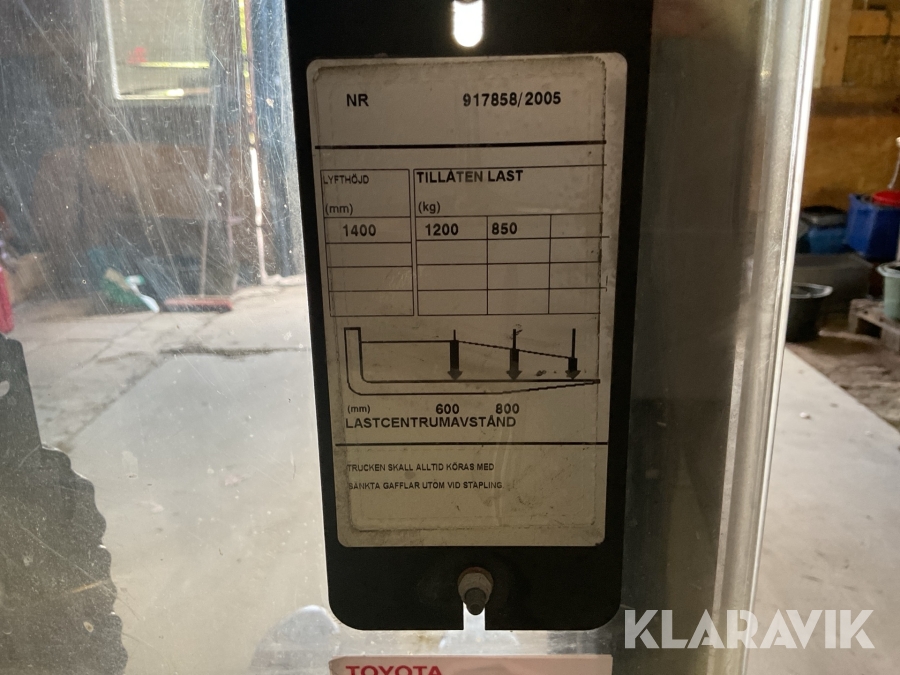 NR 917858/2005
LYFTHÖJD TILLÅTEN LAST
(mm) (kg)
1400 1200 850
(mm) 600 800
LASTCENTRUMAVSTÅND
TRUCKEN SKALL ALLTID KÖRAS MED
SÄNKTA GAFFLAR UTOM VID STAPLING
KLARAVIK
TOYOTA